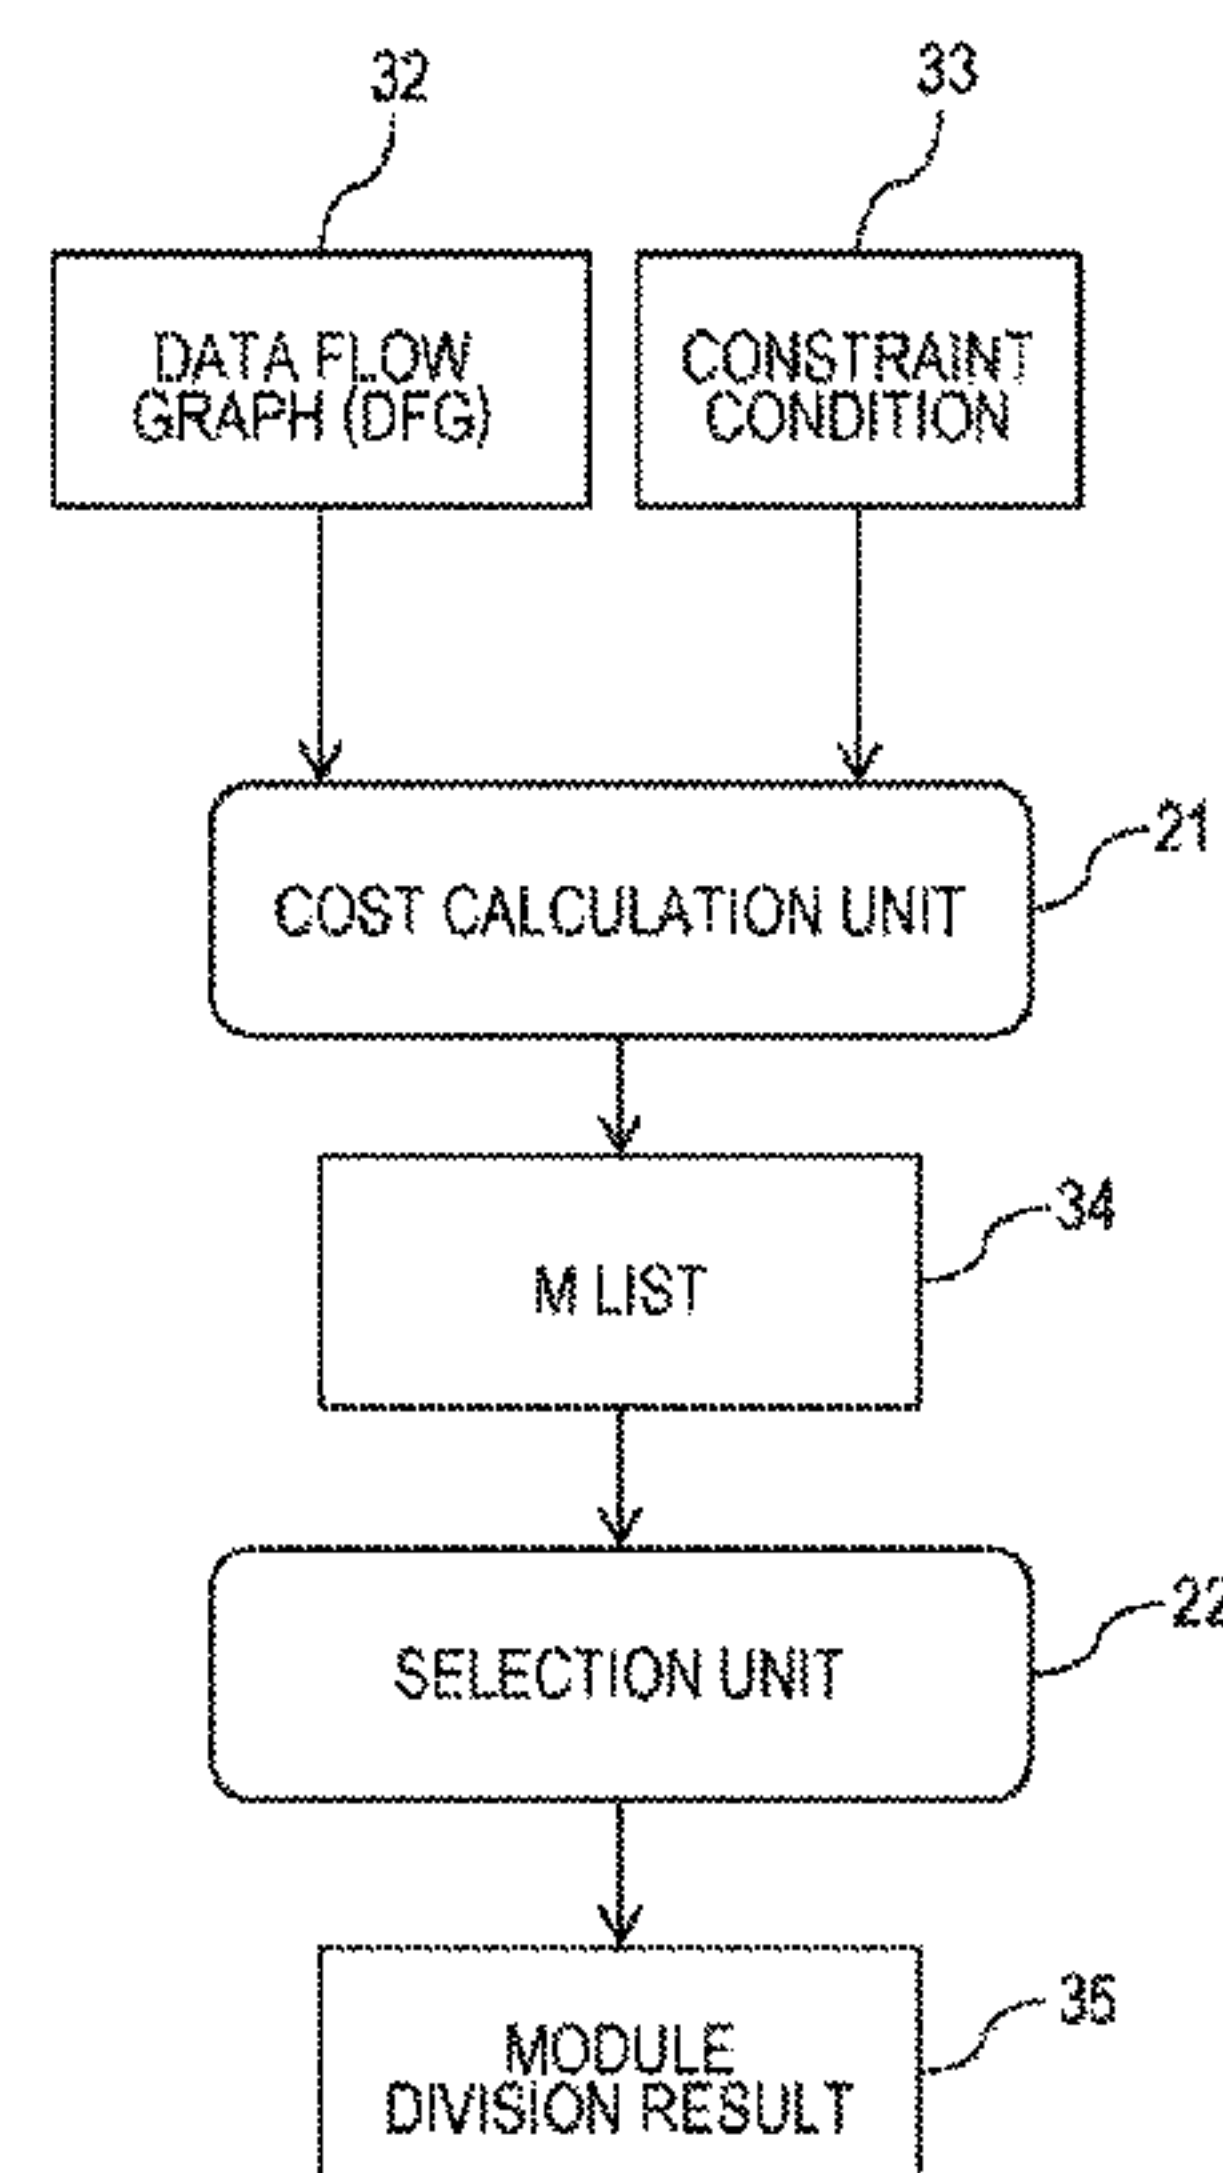 32
33
DATA FLOW
GRAPH (DFG)
CONSTRAINT
CONDITION
21
COST CALCULATION UNIT
34
M LIST
22
SELECTION UNIT
35
MODULE
DIVISION RESULT